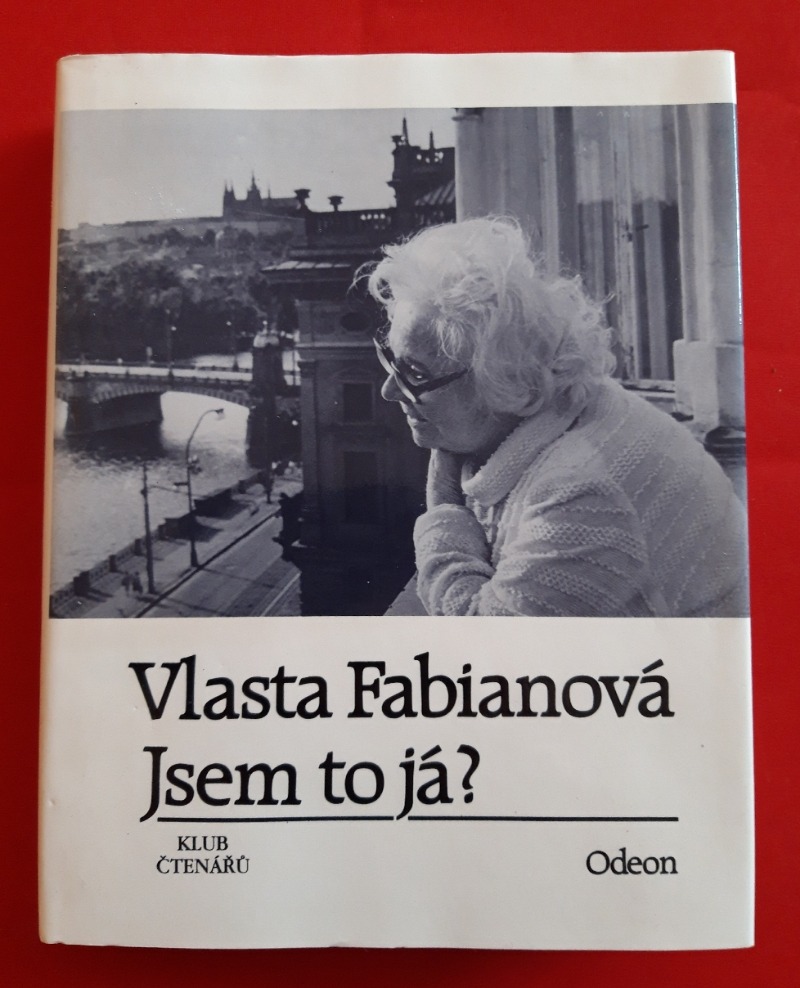 Vlasta Fabianová
Jsem to já?
KLUB
ČTENÁŘŮ
Odeon